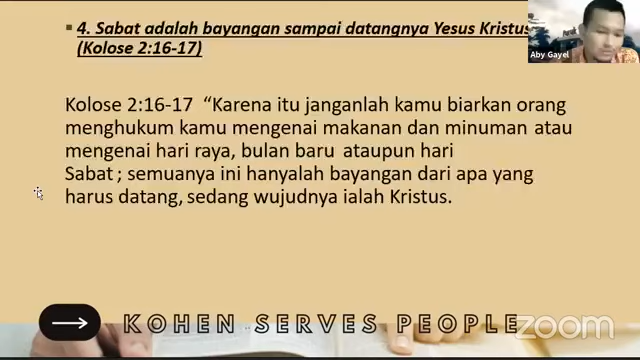 4. Sabat adalah bayangan sampai datangnya Yesus Kristus
(Kolose 2:16-17)
Aby Gayel
Kolose 2:16-17 “Karena itu janganlah kamu biarkan orang
menghukum kamu mengenai makanan dan minuman atau
mengenai hari raya, bulan baru ataupun hari
Sabat ; semuanya ini hanyalah bayangan dari apa yang
harus datang, sedang wujudnya ialah Kristus.
KOHEN SERVES PEOPLE
zoom